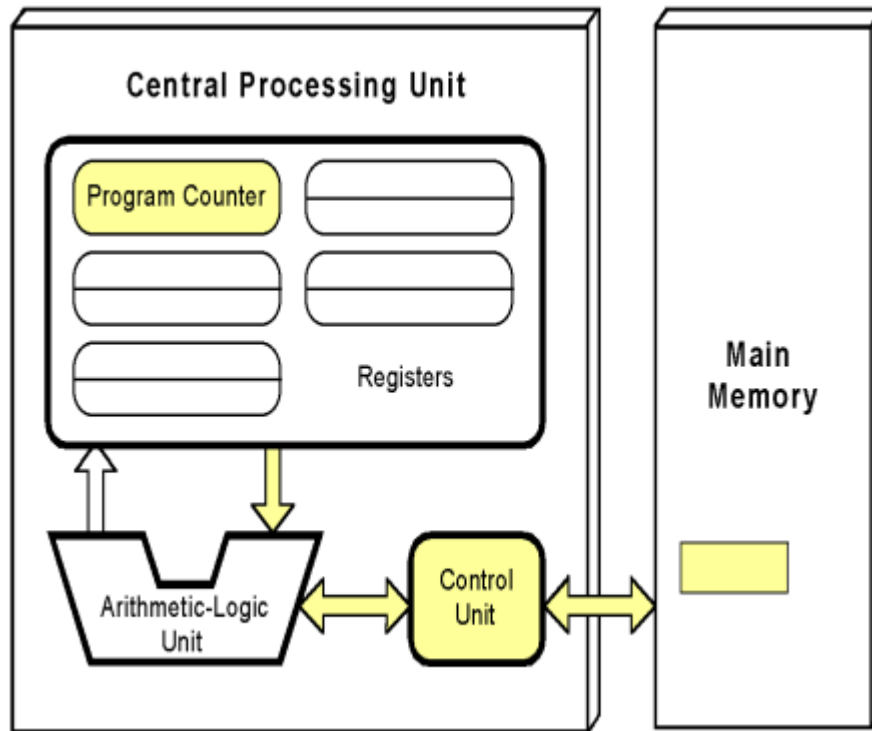 Central Processing Unit
Program Counter
Registers
Main
Memory
Arithmetic-Logic
Unit
Control
Unit